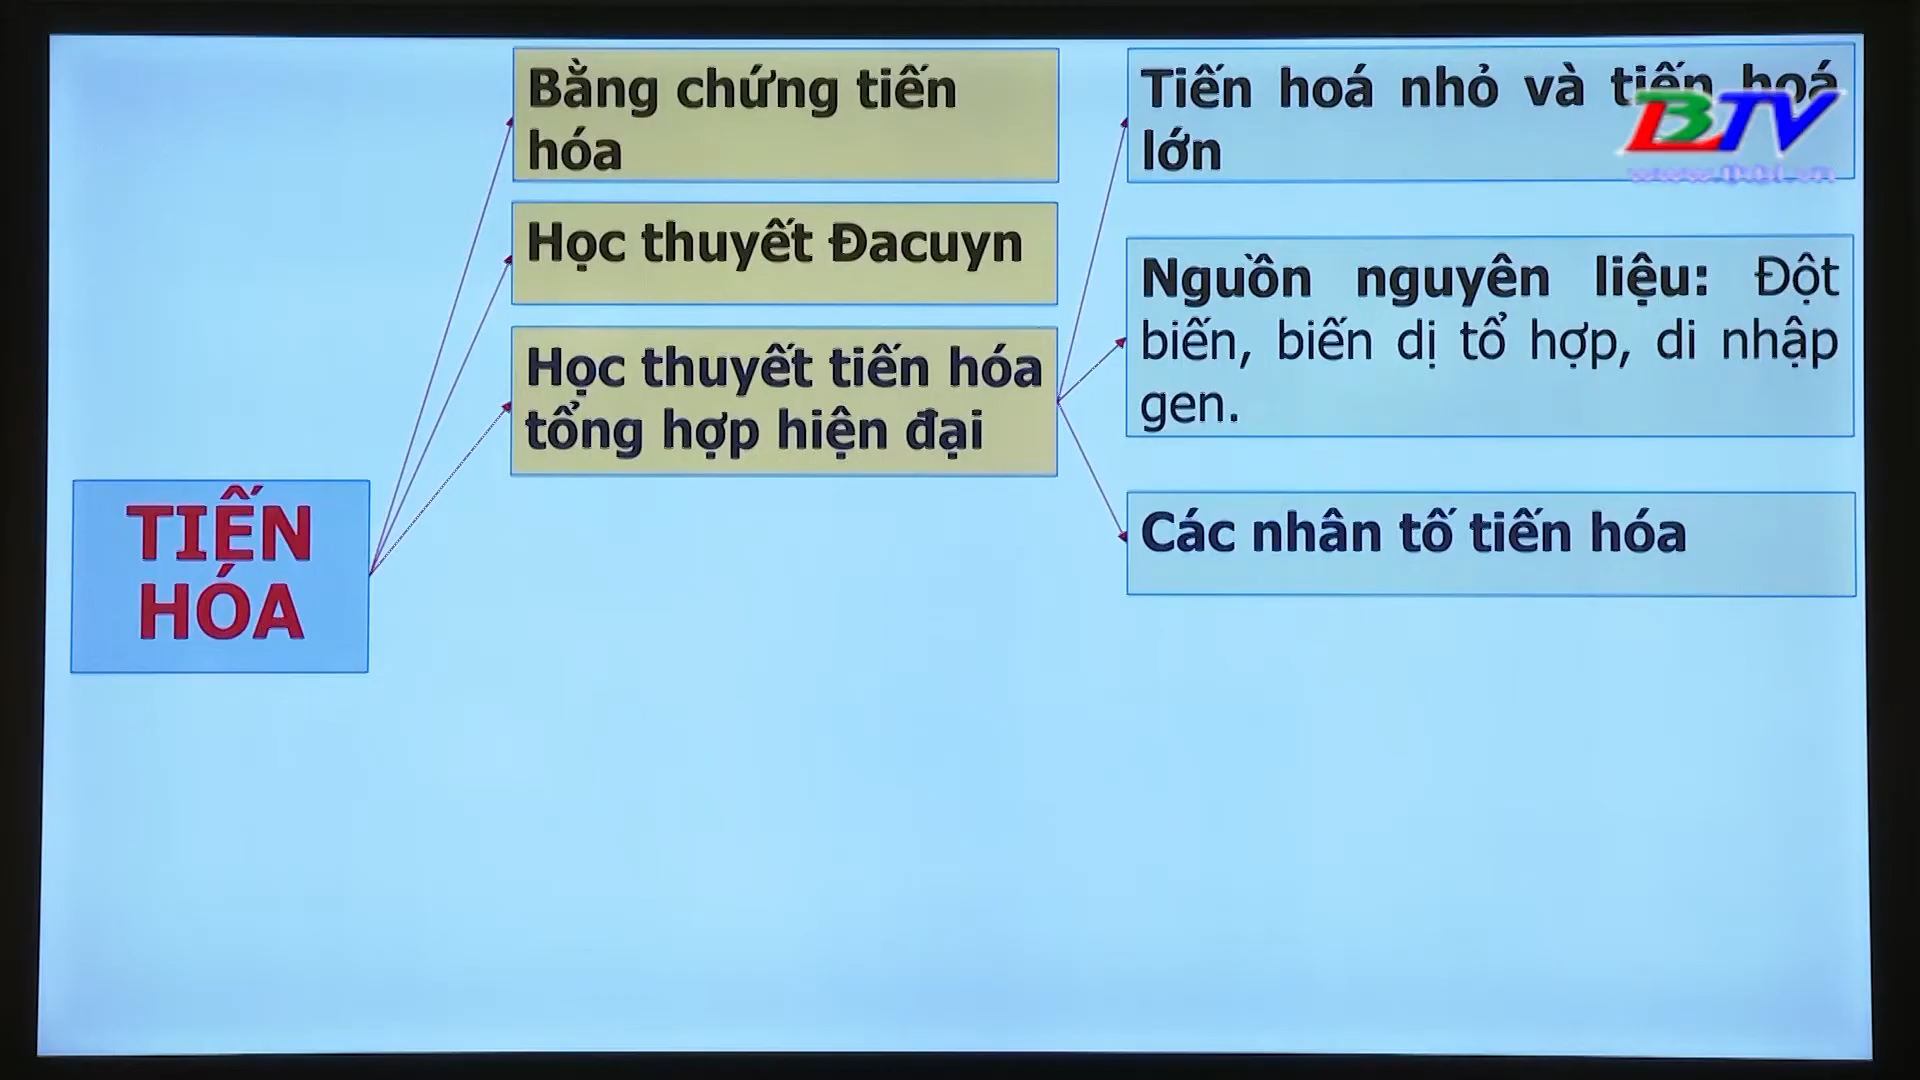 Bằng chứng tiến
hóa
Học thuyết Đacuyn
Học thuyết tiến hóa
tổng hợp hiện đại
TIẾN
HÓA
Tiến hoá nhỏ và tiến hoá
lớn
Nguồn nguyên liệu: Đột
biến, biến dị tổ hợp, di nhập
gen.
Các nhân tố tiến hóa
BTV